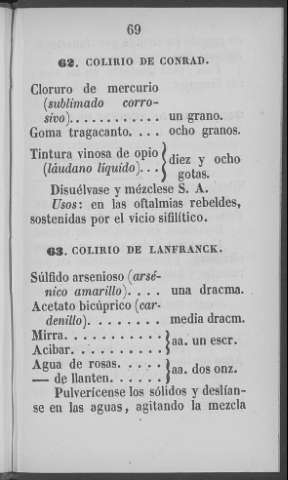 69
62. COLIRIO DE CONRAD.
Cloruro de mercurio
(sublimado corro-
sivo). . . . . . . . . . . . un grano.
Goma tragacanto. . . . ocho granos.
Tintura vinosa de opio
(láudano líquido). . . } diez y ocho gotas.
Disuélvase y mézclese S. A.
Usos: en las oftalmias rebeldes,
sostenidas por el vicio sifilítico.
63. COLIRIO DE LANFRANCK.
Súlfido arsenioso (arsé-
nico amarillo). . . . una dracma.
Acetato bicúprico (car-
denillo). . . . . . . . media dracm.
Mirra. . . . . . . . . . .
Acibar. . . . . . . . . . } aa. un escr.
Agua de rosas. . . . .
— de llanten. . . . . . } aa. dos onz.
Pulverícense los sólidos y deslían-
se en las aguas, agitando la mezcla